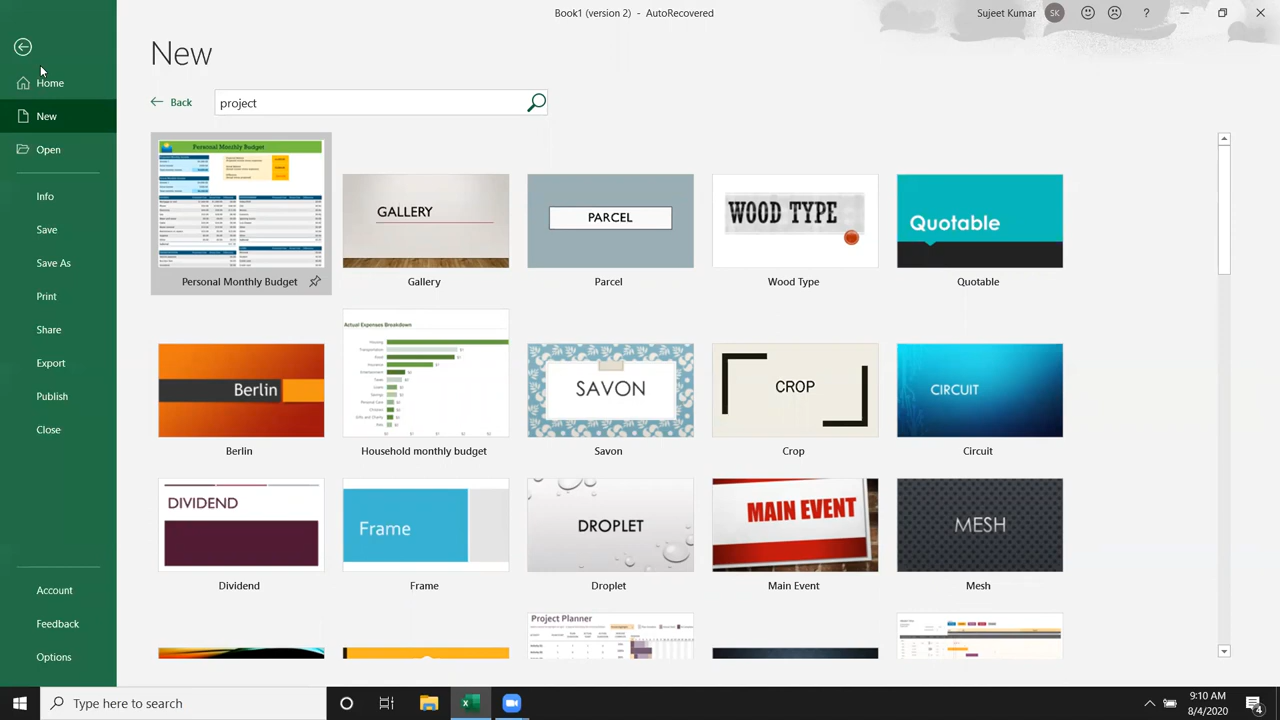 Book1 (version 2) - AutoRecovered
Sujeet Kumar
SK
?
New
Home
New
Open
Info
Save
Save As
Print
Share
Export
Publish
Close
Account
Feedback
Options
Back
project
Personal Monthly Budget
Personal Monthly Budget
GALLERY
Gallery
PARCEL
Parcel
WOOD TYPE
Wood Type
Quotable
Quotable
Berlin
Berlin
Actual Expenses Breakdown
Household monthly budget
SAVON
Savon
CROP
Crop
CIRCUIT
Circuit
DIVIDEND
Dividend
Frame
Frame
DROPLET
Droplet
MAIN EVENT
Main Event
MESH
Mesh
Project Planner
Type here to search
9:10 AM
8/4/2020
4